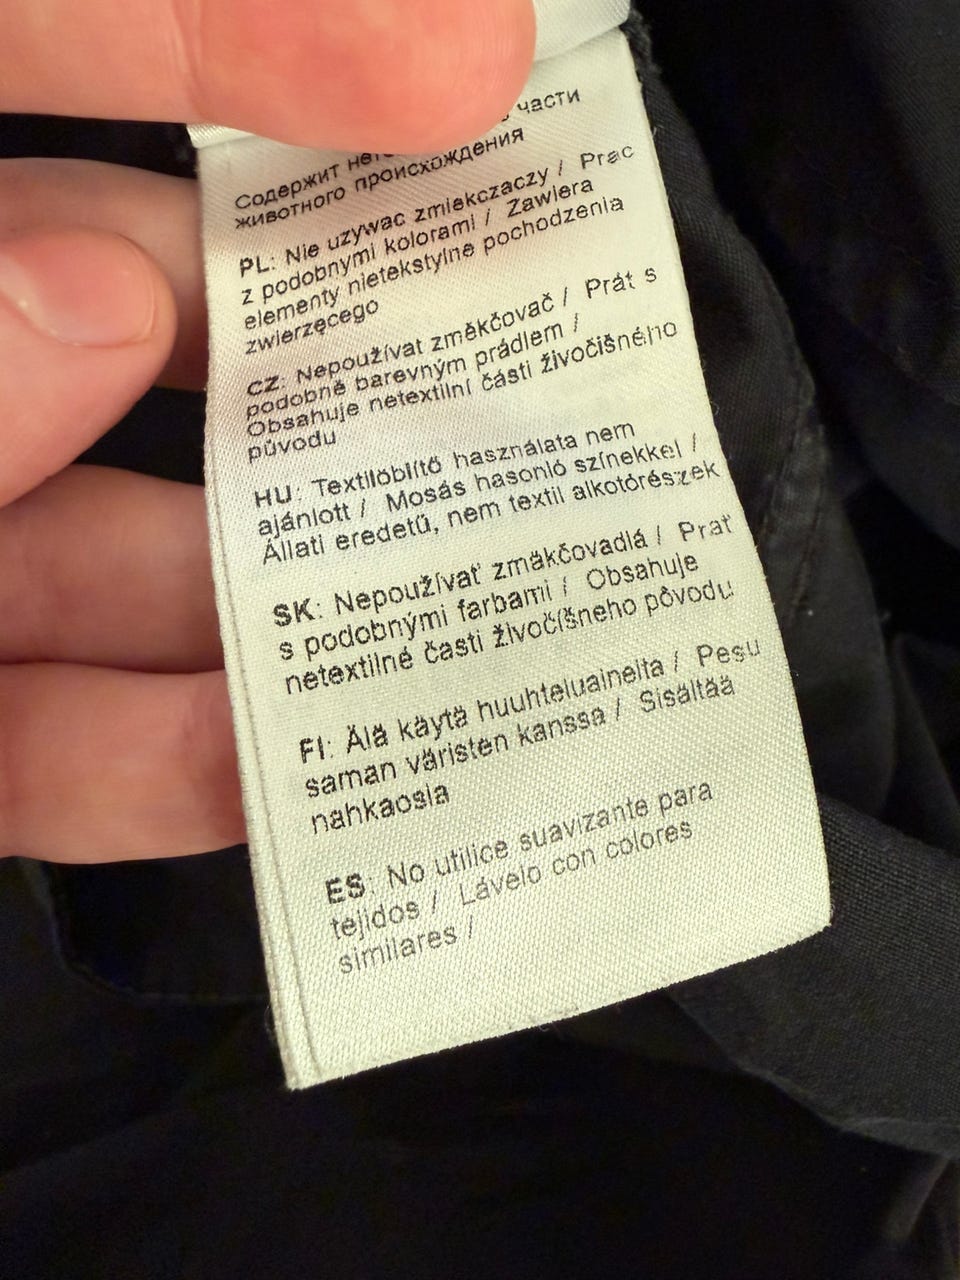 части
Содержит
животного происхождения
PL: Nie uzywac zmiekczaczy / Prac
z podobnymi kolorami / Zawiera
elementy nietekstylne pochodzenia
zwierzęcego
CZ: Nepoužívat změkčovač / Prát s
podobně barevným prádlem /
Obsahuje netextilní části živočišného
původu
HU: Textilöblítő használata nem
ajánlott / Mosás hasonló színekkel /
Állati eredetű, nem textil alkotórészek
SK: Nepoužívať zmäkčovadlá / Prať
s podobnými farbami / Obsahuje
netextilné časti živočíšneho pôvodu
FI: Älä käytä huuhteluainelta / Pesu
saman väristen kanssa / Sisältää
nahkaosia
ES: No utilice suavizante para
tejidos / Lávelo con colores
similares /